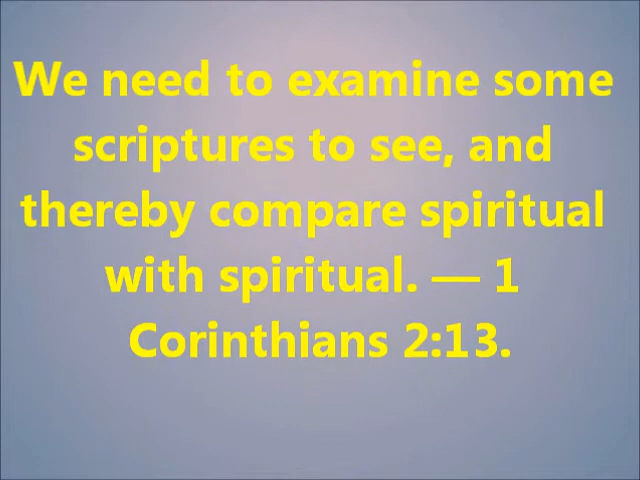 We need to examine some
scriptures to see, and
thereby compare spiritual
with spiritual. — 1
Corinthians 2:13.